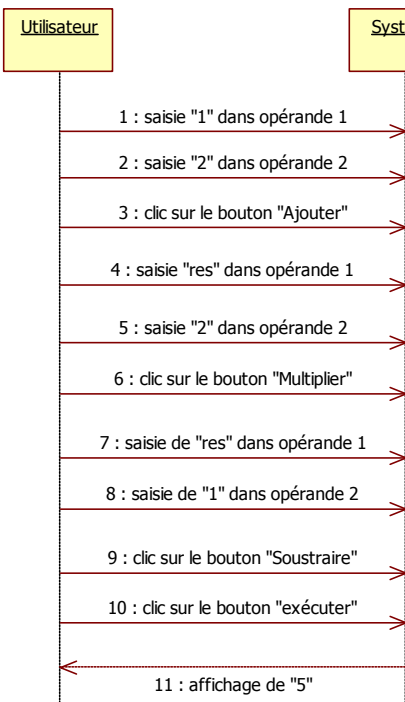 Utilisateur
Syst
1 : saisie "1" dans opérande 1
2 : saisie "2" dans opérande 2
3 : clic sur le bouton "Ajouter"
4 : saisie "res" dans opérande 1
5 : saisie "2" dans opérande 2
6 : clic sur le bouton "Multiplier"
7 : saisie de "res" dans opérande 1
8 : saisie de "1" dans opérande 2
9 : clic sur le bouton "Soustraire"
10 : clic sur le bouton "exécuter"
11 : affichage de "5"